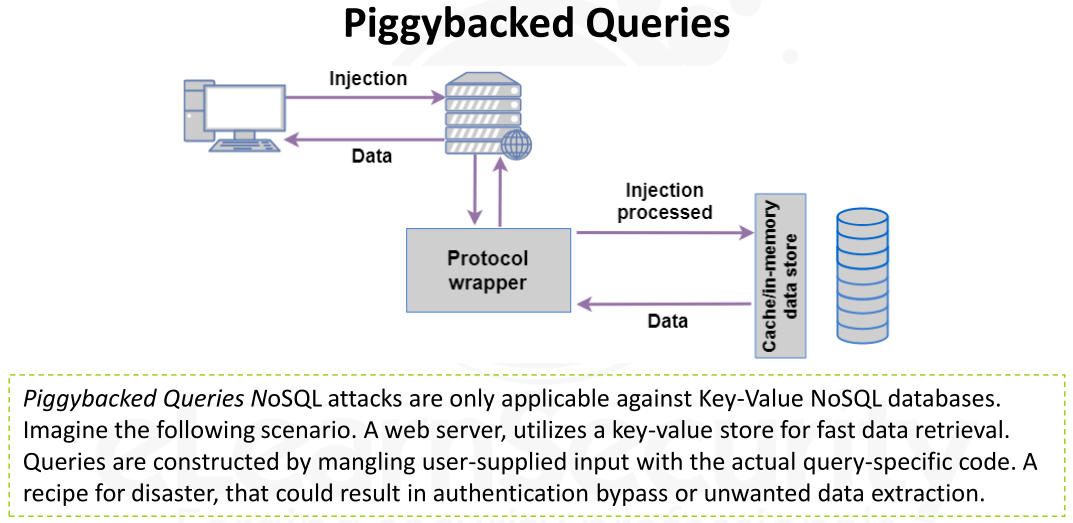 Piggybacked Queries
Injection
Data
Injection
processed
Protocol
wrapper
Cache/in-memory
data store
Data
Piggybacked Queries NoSQL attacks are only applicable against Key-Value NoSQL databases.
Imagine the following scenario. A web server, utilizes a key-value store for fast data retrieval.
Queries are constructed by mangling user-supplied input with the actual query-specific code. A
recipe for disaster, that could result in authentication bypass or unwanted data extraction.